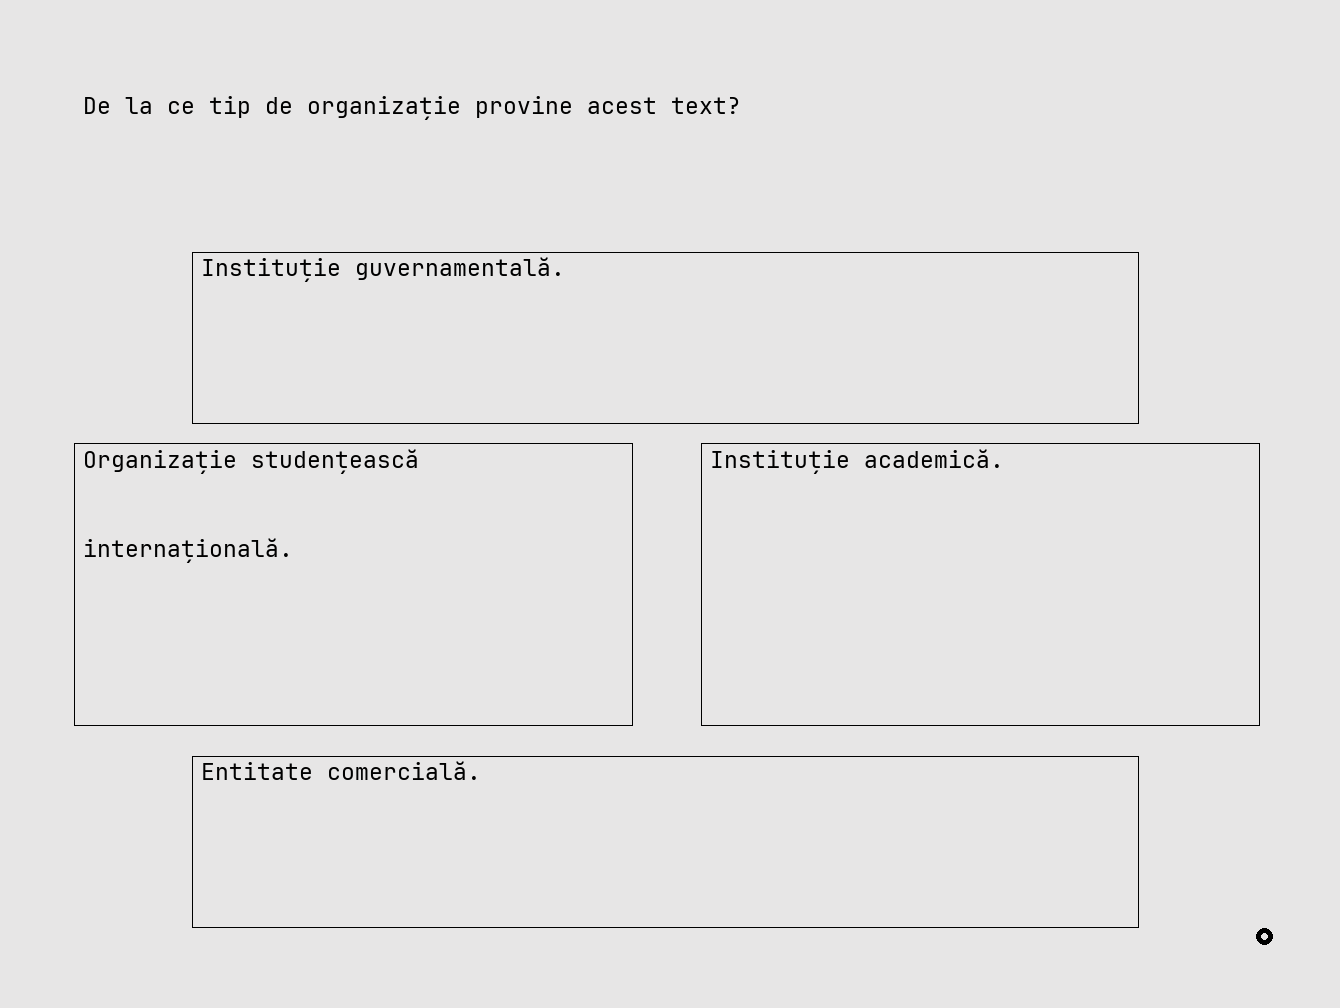 De la ce tip de organizație provine acest text?
Instituție guvernamentală.
Organizație studențească
internațională.
Instituție academică.
Entitate comercială.